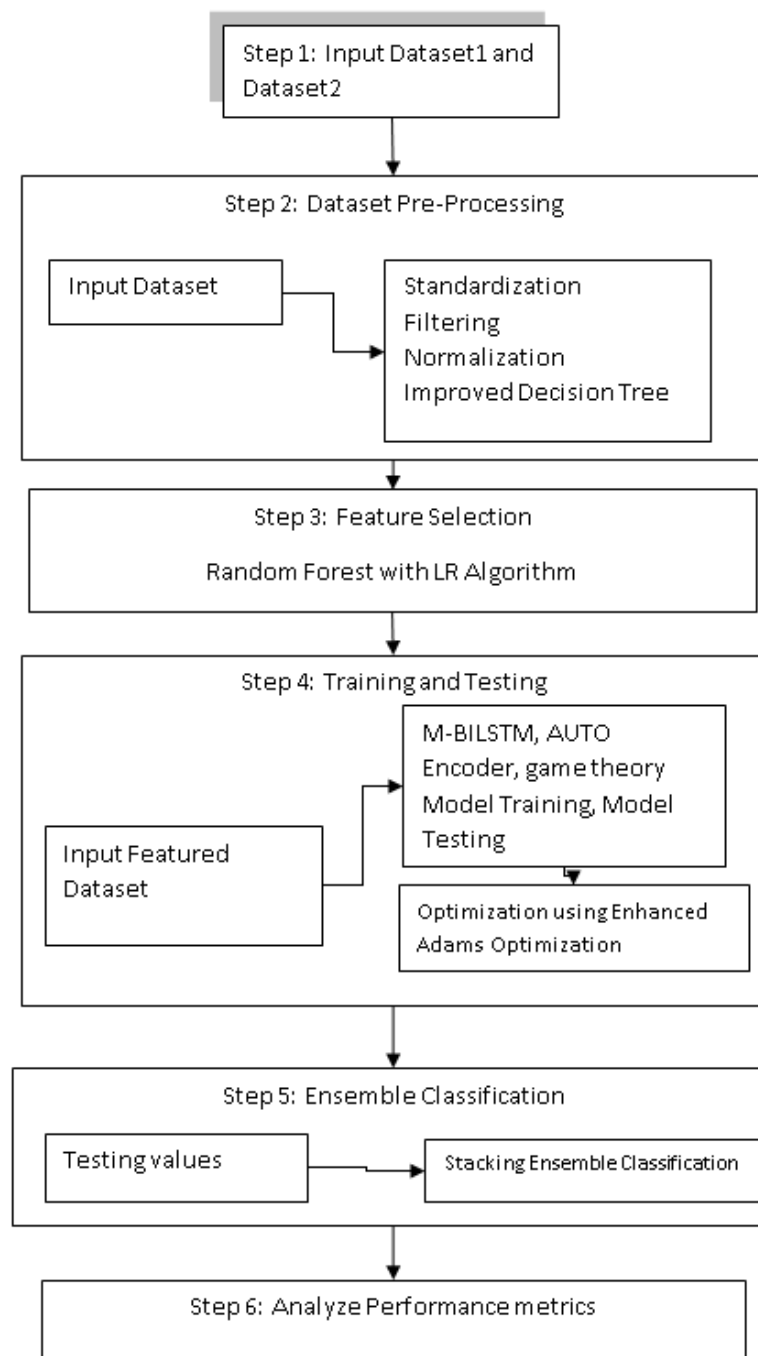 Step 1: Input Dataset1 and
Dataset2
Step 2: Dataset Pre-Processing
Input Dataset
Standardization
Filtering
Normalization
Improved Decision Tree
Step 3: Feature Selection
Random Forest with LR Algorithm
Step 4: Training and Testing
Input Featured
Dataset
M-BILSTM, AUTO
Encoder, game theory
Model Training, Model
Testing
Optimization using Enhanced
Adams Optimization
Step 5: Ensemble Classification
Testing values
Stacking Ensemble Classification
Step 6: Analyze Performance metrics